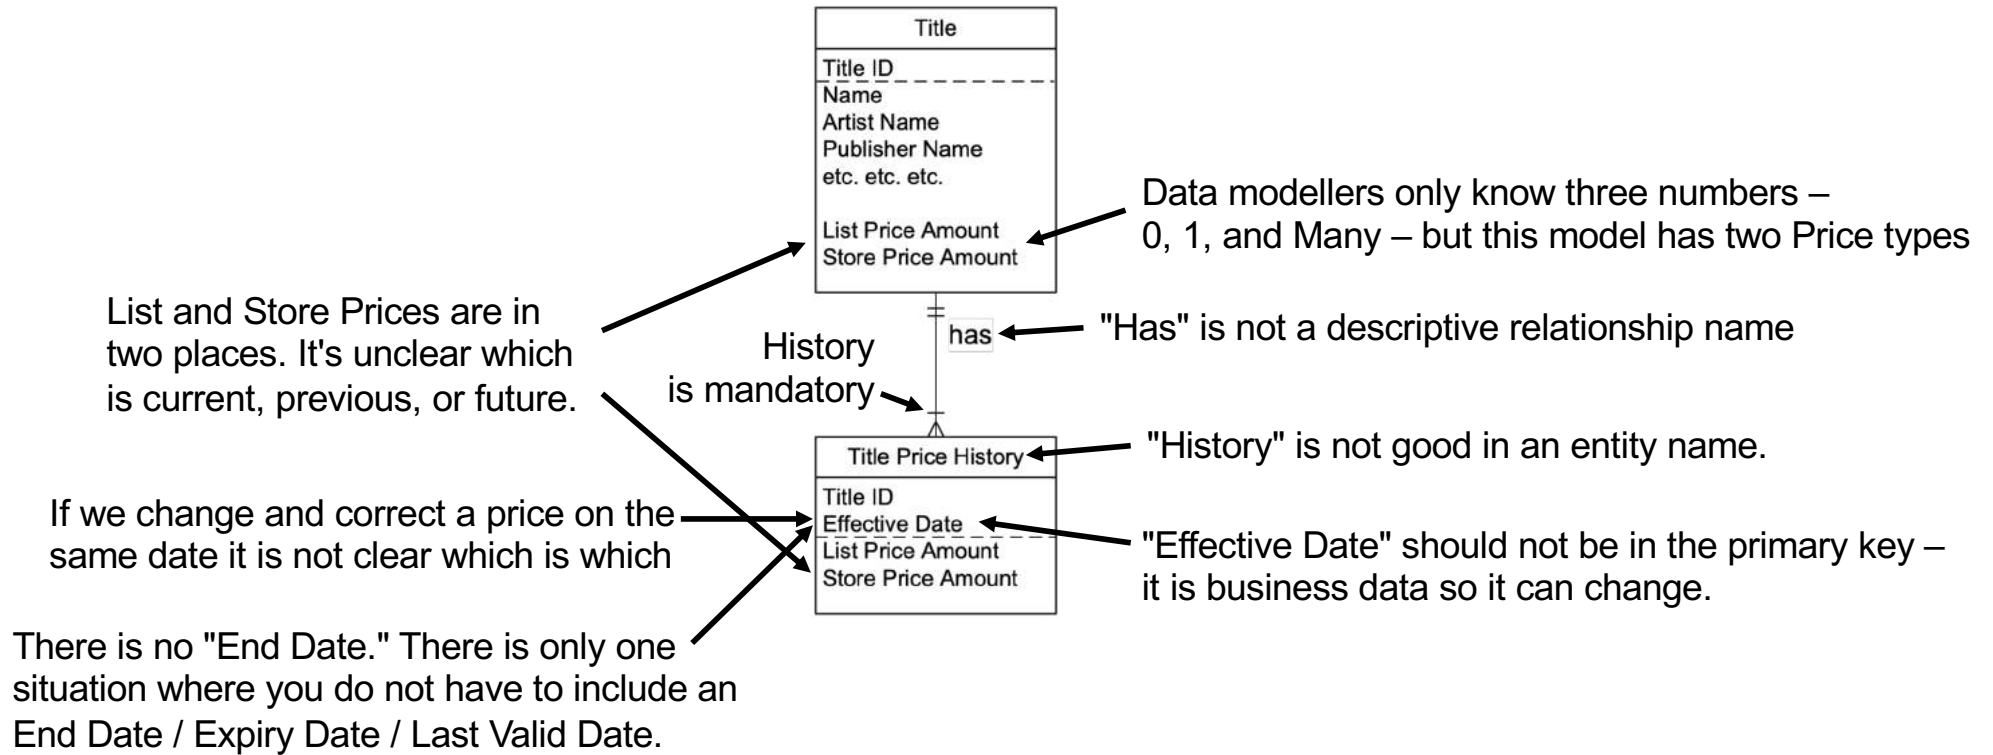 Title
Title ID
Name
Artist Name
Publisher Name
etc. etc. etc.
List Price Amount
Store Price Amount
Data modellers only know three numbers –
0, 1, and Many – but this model has two Price types
List and Store Prices are in
two places. It's unclear which
is current, previous, or future.
has
"Has" is not a descriptive relationship name
History
is mandatory
Title Price History
"History" is not good in an entity name.
Title ID
Effective Date
List Price Amount
Store Price Amount
If we change and correct a price on the
same date it is not clear which is which
"Effective Date" should not be in the primary key –
it is business data so it can change.
There is no "End Date." There is only one
situation where you do not have to include an
End Date / Expiry Date / Last Valid Date.